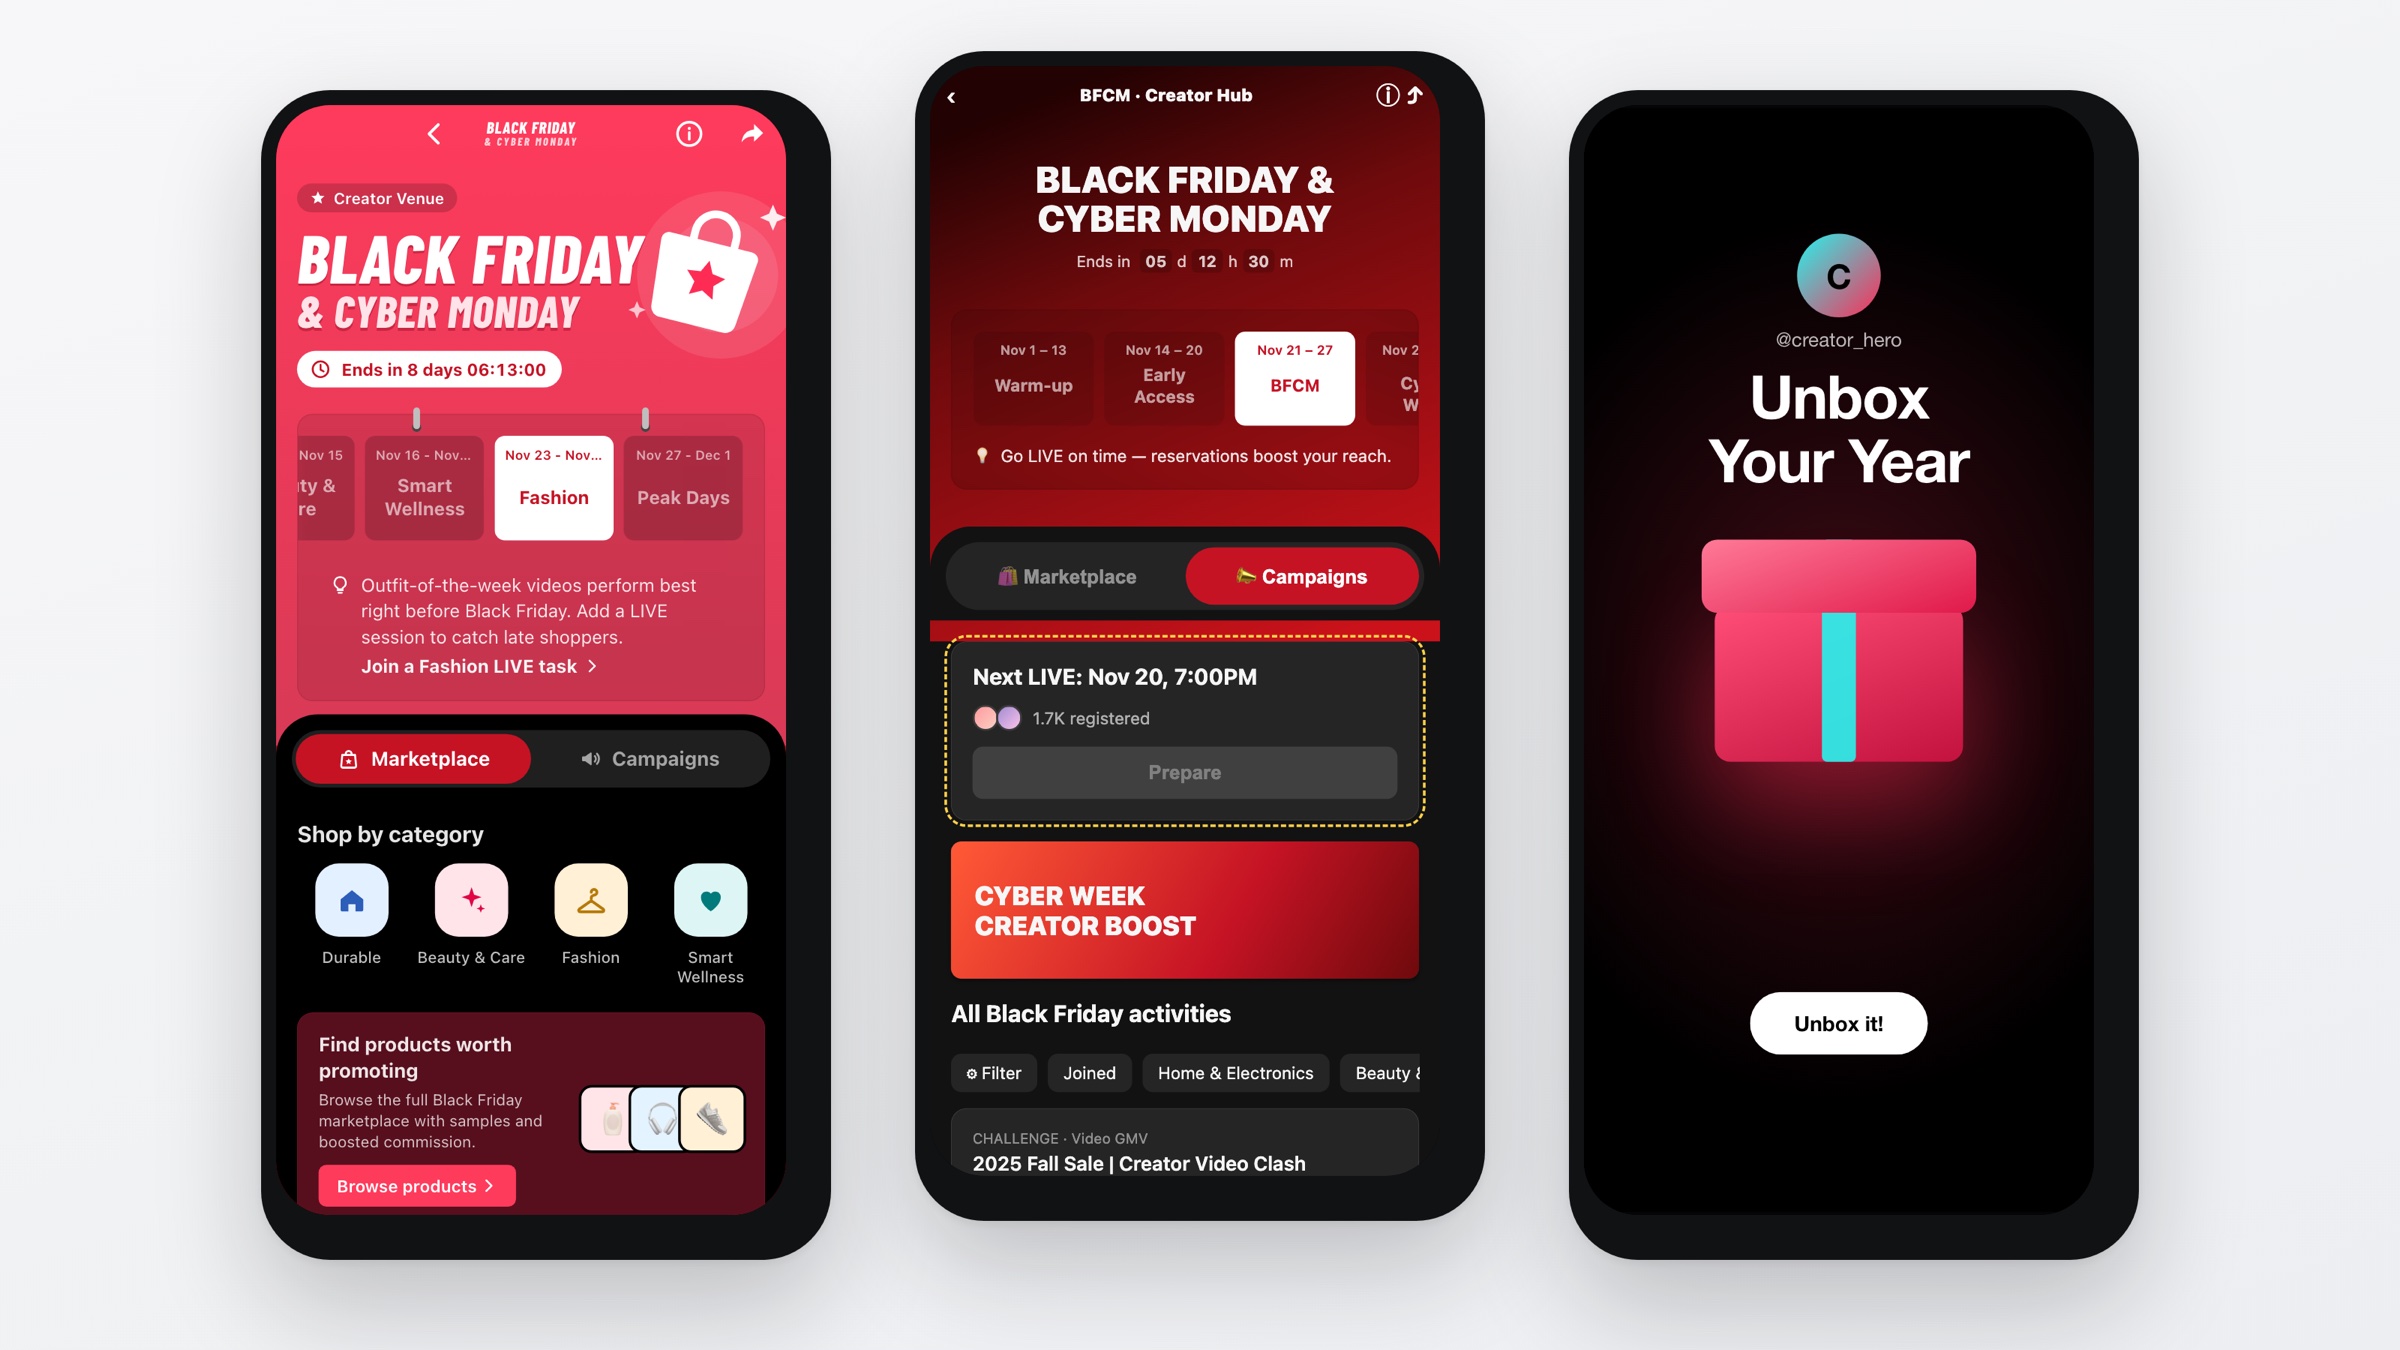 BLACK FRIDAY
& CYBER MONDAY
Creator Venue
BLACK FRIDAY
& CYBER MONDAY
Ends in 8 days 06:13:00
Nov 15
ty &
re
Nov 16 - Nov...
Smart
Wellness
Nov 23 - Nov...
Fashion
Nov 27 - Dec 1
Peak Days
Outfit-of-the-week videos perform best
right before Black Friday. Add a LIVE
session to catch late shoppers.
Join a Fashion LIVE task
Marketplace
Campaigns
Shop by category
Durable
Beauty & Care
Fashion
Smart
Wellness
Find products worth
promoting
Browse the full Black Friday
marketplace with samples and
boosted commission.
Browse products
BFCM · Creator Hub
BLACK FRIDAY &
CYBER MONDAY
Ends in 05 d 12 h 30 m
Nov 1 – 13
Warm-up
Nov 14 – 20
Early
Access
Nov 21 – 27
BFCM
Nov 2
Cy
W
Go LIVE on time — reservations boost your reach.
Marketplace
Campaigns
Next LIVE: Nov 20, 7:00PM
1.7K registered
Prepare
CYBER WEEK
CREATOR BOOST
All Black Friday activities
Filter
Joined
Home & Electronics
Beauty &
CHALLENGE · Video GMV
2025 Fall Sale | Creator Video Clash
C
@creator_hero
Unbox
Your Year
Unbox it!